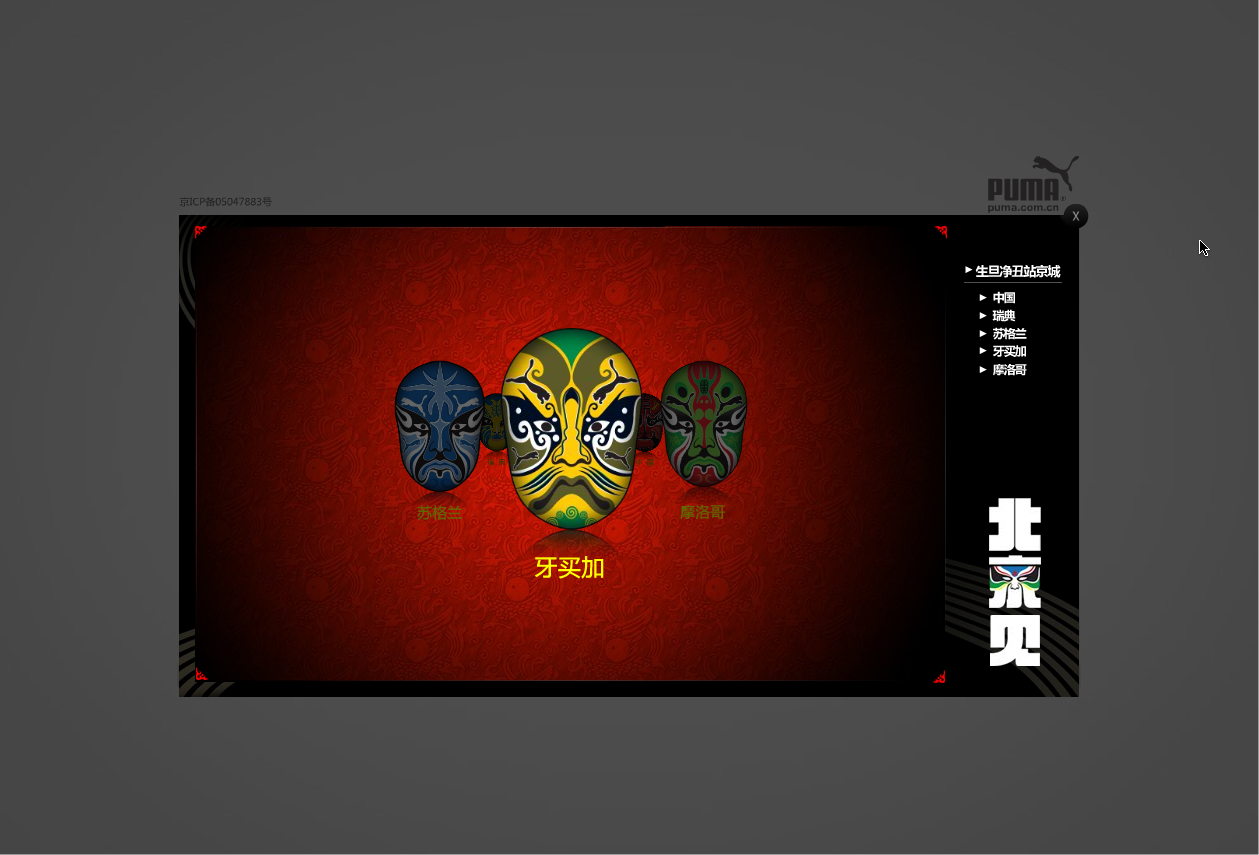 京ICP备05047883号
PUMA
puma.com.cn
X
生旦净丑站京城
中国
瑞典
苏格兰
牙买加
摩洛哥
苏格兰
摩洛哥
牙买加
北
京
见